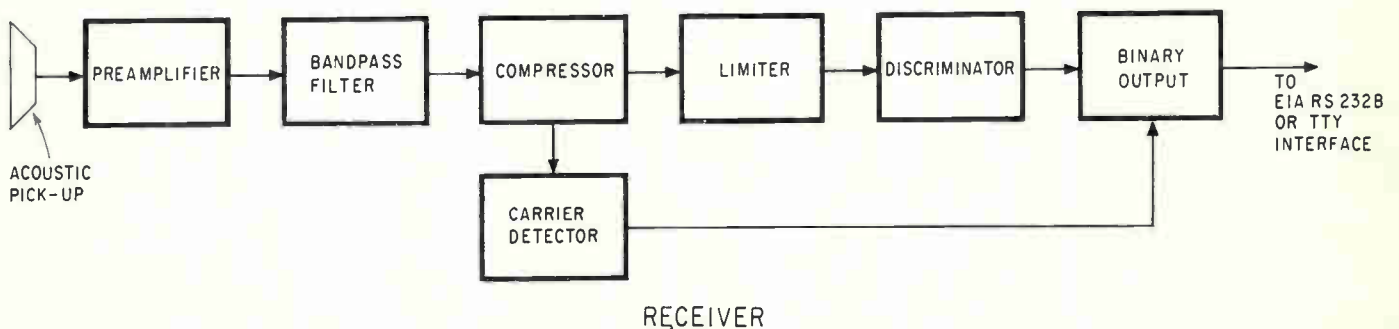 PREAMPLIFIER
BANDPASS
FILTER
COMPRESSOR
LIMITER
DISCRIMINATOR
BINARY
OUTPUT
TO
EIA RS 232B
OR TTY
INTERFACE
ACOUSTIC
PICK-UP
CARRIER
DETECTOR
RECEIVER